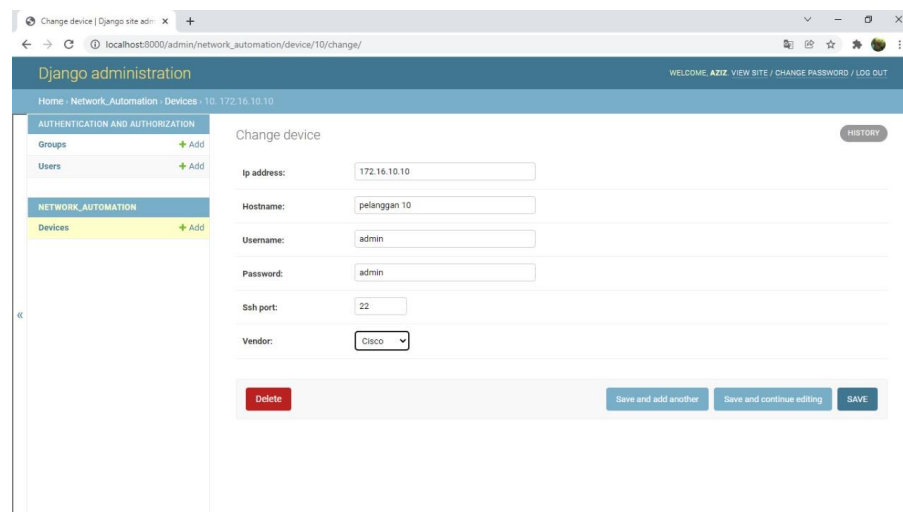 Change device | Django site adm
localhost:8000/admin/network_automation/device/10/change/
Django administration
WELCOME, AZIZ. VIEW SITE / CHANGE PASSWORD / LOG OUT
Home › Network_Automation › Devices › 10. 172.16.10.10
AUTHENTICATION AND AUTHORIZATION
Groups + Add
Users + Add
NETWORK_AUTOMATION
Devices + Add
Change device
HISTORY
Ip address: 172.16.10.10
Hostname: pelanggan 10
Username: admin
Password: admin
Ssh port: 22
Vendor: Cisco
Delete
Save and add another
Save and continue editing
SAVE